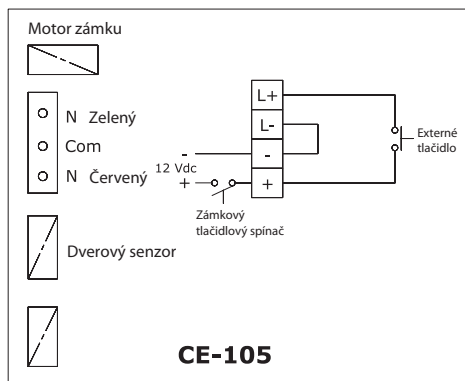 Motor zámku
N Zelený
Com
N Červený
Dverový senzor
L+
L-
-
+
-
12 Vdc
+
Zámkový
tlačidlový spínač
Externé
tlačidlo
CE-105